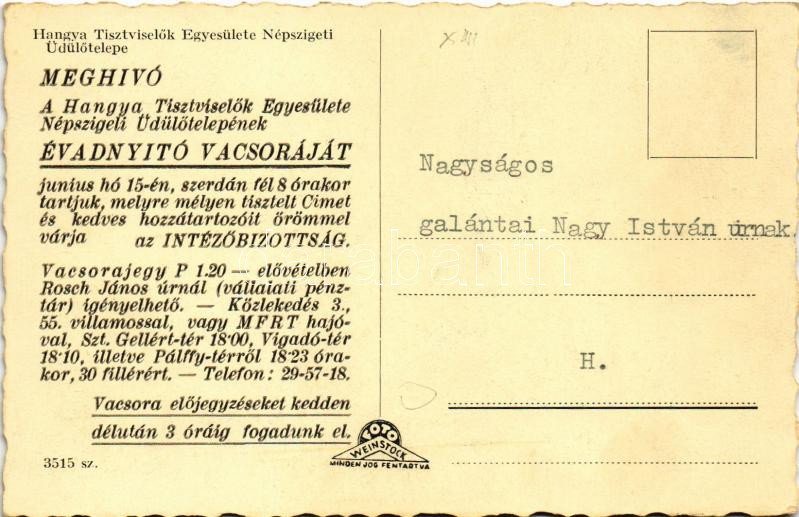 Hangya Tisztviselők Egyesülete Népszigeti
Üdülőtelepe
MEGHIVÓ
A Hangya Tisztviselők Egyesülete
Népszigeti Üdülőtelepének
ÉVADNYITÓ VACSORÁJÁT
junius hó 15-én, szerdán fél 8 órakor
tartjuk, melyre mélyen tisztelt Cimet
és kedves hozzátartozóit örömmel
várja az INTÉZŐBIZOTTSÁG.
Vacsorajegy P 1.20 — elővételben
Rosch János úrnál (vállalati pénz-
tár) igényelhető. — Közlekedés 3.,
55. villamossal, vagy MFRT hajó-
val, Szt. Gellért-tér 18·00, Vigadó-tér
18·10, illetve Pálffy-térről 18·23 óra-
kor, 30 fillérért. — Telefon: 29-57-18.
Vacsora előjegyzéseket kedden
délután 3 óráig fogadunk el.
3515 sz.
FOTO
WEINSTOCK
MINDEN JOG FENTARTVA
Nagyságos
galántai Nagy István úrnak.
H.